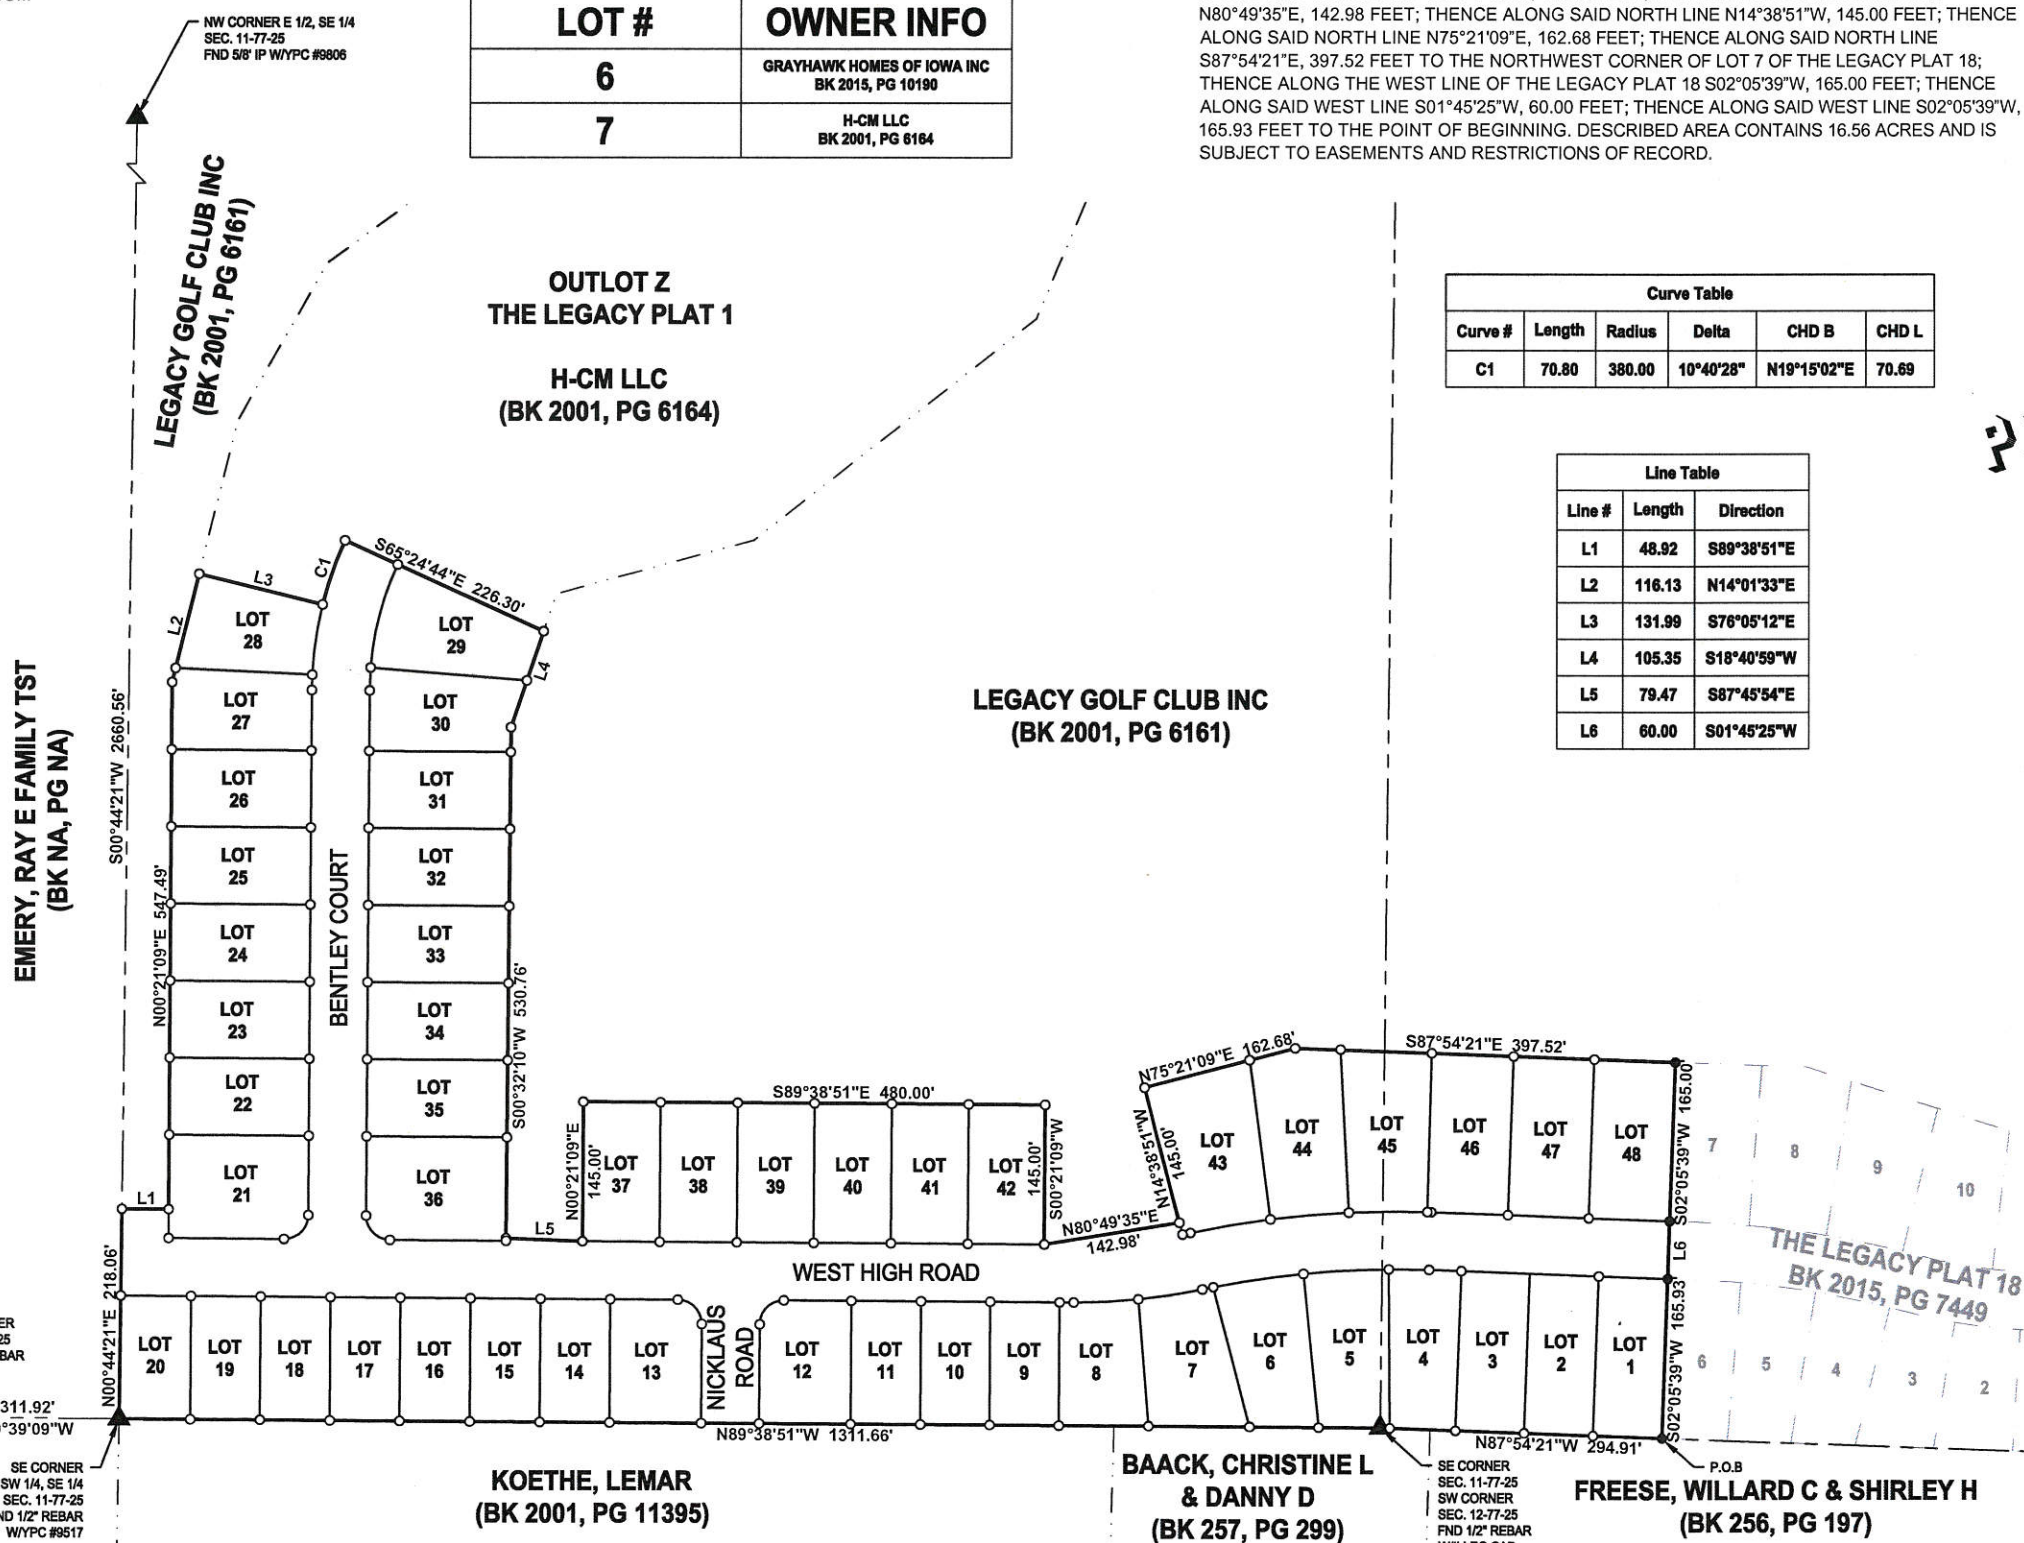 NW CORNER E 1/2, SE 1/4
SEC. 11-77-25
FND 5/8' IP W/YPC #9806
LOT # OWNER INFO
6 GRAYHAWK HOMES OF IOWA INC
BK 2015, PG 10190
7 H-CM LLC
BK 2001, PG 6164
N80°49'35"E, 142.98 FEET; THENCE ALONG SAID NORTH LINE N14°38'51"W, 145.00 FEET; THENCE
ALONG SAID NORTH LINE N75°21'09"E, 162.68 FEET; THENCE ALONG SAID NORTH LINE
S87°54'21"E, 397.52 FEET TO THE NORTHWEST CORNER OF LOT 7 OF THE LEGACY PLAT 18;
THENCE ALONG THE WEST LINE OF THE LEGACY PLAT 18 S02°05'39"W, 165.00 FEET; THENCE
ALONG SAID WEST LINE S01°45'25"W, 60.00 FEET; THENCE ALONG SAID WEST LINE S02°05'39"W,
165.93 FEET TO THE POINT OF BEGINNING. DESCRIBED AREA CONTAINS 16.56 ACRES AND IS
SUBJECT TO EASEMENTS AND RESTRICTIONS OF RECORD.
LEGACY GOLF CLUB INC
(BK 2001, PG 6161)
OUTLOT Z
THE LEGACY PLAT 1
H-CM LLC
(BK 2001, PG 6164)
Curve Table
Curve # Length Radius Delta CHD B CHD L
C1 70.80 380.00 10°40'28" N19°15'02"E 70.69
Line Table
Line # Length Direction
L1 48.92 S89°38'51"E
L2 116.13 N14°01'33"E
L3 131.99 S76°05'12"E
L4 105.35 S18°40'59"W
L5 79.47 S87°45'54"E
L6 60.00 S01°45'25"W
EMERY, RAY E FAMILY TST
(BK NA, PG NA)
S00°44'21"W 2660.56'
N00°21'09"E 547.49'
L2
L3
C1
S65°24'44"E 226.30'
L4
LOT
28
LOT
29
LOT
27
LOT
30
LOT
26
LOT
31
LOT
25
LOT
32
LOT
24
LOT
33
LOT
23
LOT
34
LOT
22
LOT
35
LOT
21
LOT
36
BENTLEY COURT
S00°32'10"W 530.76'
LEGACY GOLF CLUB INC
(BK 2001, PG 6161)
L1
L5
N00°21'09"E
145.00'
S89°38'51"E 480.00'
LOT
37
LOT
38
LOT
39
LOT
40
LOT
41
LOT
42
145.00'
S00°21'09"W
N80°49'35"E
142.98'
N14°38'51"W
145.00'
N75°21'09"E 162.68'
S87°54'21"E 397.52'
LOT
43
LOT
44
LOT
45
LOT
46
LOT
47
LOT
48
S02°05'39"W 165.00'
L6
S02°05'39"W 165.93'
7
8
9
10
THE LEGACY PLAT 18
BK 2015, PG 7449
6
5
4
3
2
WEST HIGH ROAD
NICKLAUS
ROAD
N00°44'21"E 218.06'
LOT
20
LOT
19
LOT
18
LOT
17
LOT
16
LOT
15
LOT
14
LOT
13
LOT
12
LOT
11
LOT
10
LOT
9
LOT
8
LOT
7
LOT
6
LOT
5
LOT
4
LOT
3
LOT
2
LOT
1
ER
25
BAR
311.92'
°39'09"W
N89°38'51"W 1311.66'
N87°54'21"W 294.91'
P.O.B
SE CORNER
SW 1/4, SE 1/4
SEC. 11-77-25
ND 1/2" REBAR
W/YPC #9517
KOETHE, LEMAR
(BK 2001, PG 11395)
BAACK, CHRISTINE L
& DANNY D
(BK 257, PG 299)
SE CORNER
SEC. 11-77-25
SW CORNER
SEC. 12-77-25
FND 1/2" REBAR
FREESE, WILLARD C & SHIRLEY H
(BK 256, PG 197)